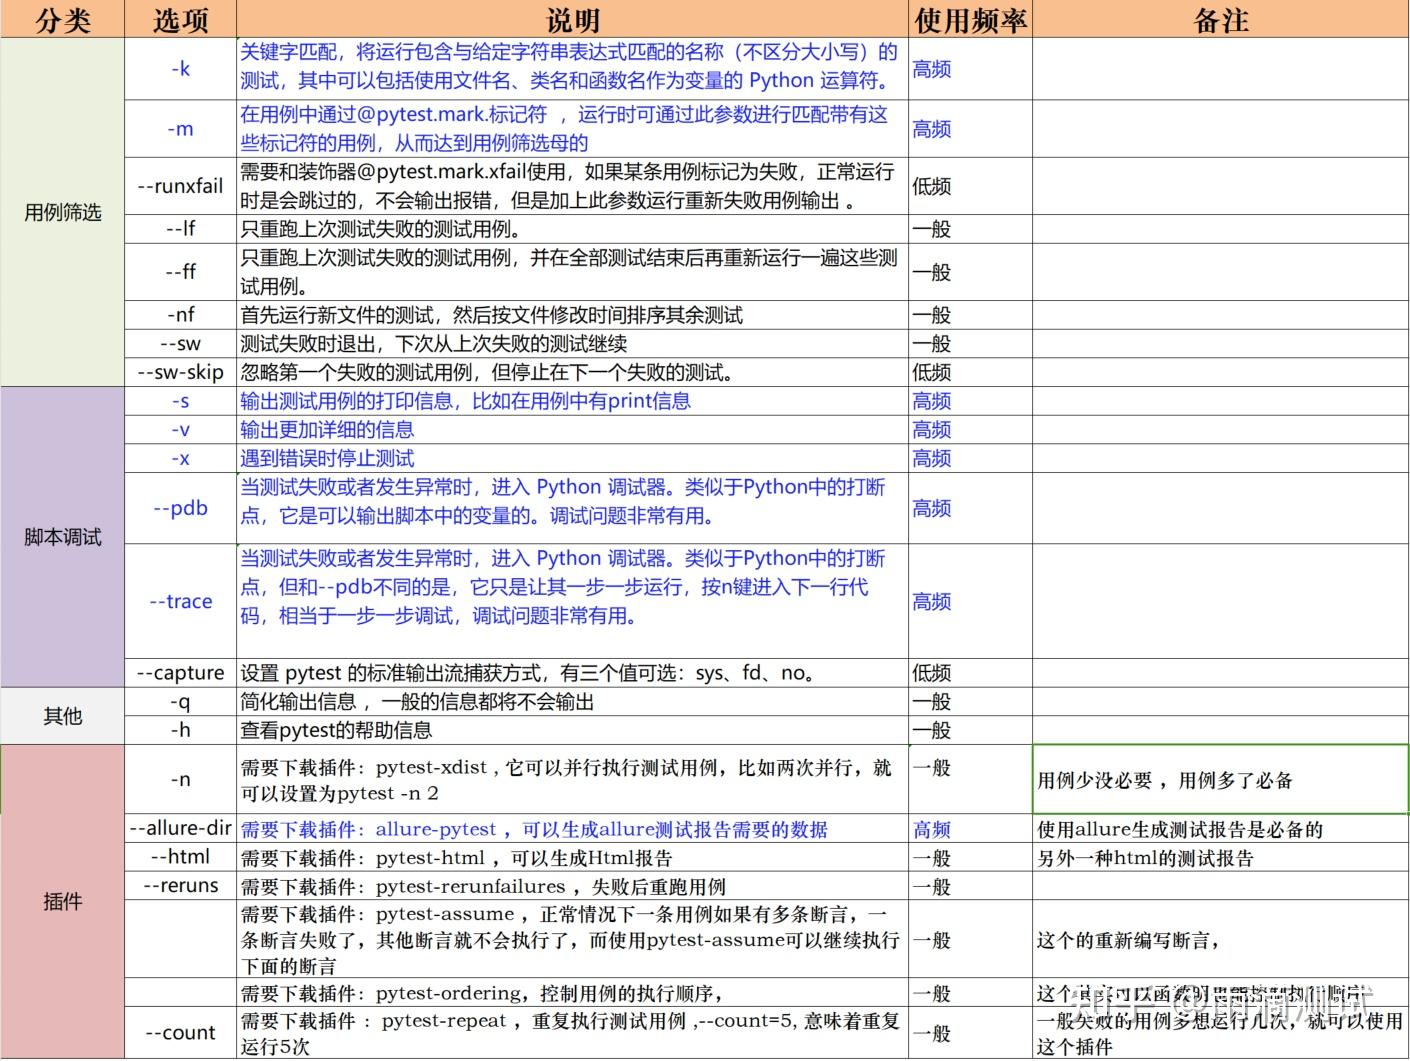 分类 选项 说明 使用频率 备注
用例筛选
-k
关键字匹配，将运行包含与给定字符串表达式匹配的名称（不区分大小写）的
测试，其中可以包括使用文件名、类名和函数名作为变量的 Python 运算符。
高频
-m
在用例中通过@pytest.mark.标记符 ，运行时可通过此参数进行匹配带有这
些标记符的用例，从而达到用例筛选母的
高频
--runxfail
需要和装饰器@pytest.mark.xfail使用，如果某条用例标记为失败，正常运行
时是会跳过的，不会输出报错，但是加上此参数运行重新失败用例输出 。
低频
--lf 只重跑上次测试失败的测试用例。 一般
--ff
只重跑上次测试失败的测试用例，并在全部测试结束后再重新运行一遍这些测
试用例。
一般
-nf 首先运行新文件的测试，然后按文件修改时间排序其余测试 一般
--sw 测试失败时退出，下次从上次失败的测试继续 一般
--sw-skip 忽略第一个失败的测试用例，但停止在下一个失败的测试。 低频
脚本调试
-s 输出测试用例的打印信息，比如在用例中有print信息 高频
-v 输出更加详细的信息 高频
-x 遇到错误时停止测试 高频
--pdb
当测试失败或者发生异常时，进入 Python 调试器。类似于Python中的打断
点，它是可以输出脚本中的变量的。调试问题非常有用。
高频
--trace
当测试失败或者发生异常时，进入 Python 调试器。类似于Python中的打断
点，但和--pdb不同的是，它只是让其一步一步运行，按n键进入下一行代
码，相当于一步一步调试，调试问题非常有用。
高频
--capture 设置 pytest 的标准输出流捕获方式，有三个值可选：sys、fd、no。 低频
其他
-q 简化输出信息 ，一般的信息都将不会输出 一般
-h 查看pytest的帮助信息 一般
插件
-n
需要下载插件：pytest-xdist , 它可以并行执行测试用例，比如两次并行，就
可以设置为pytest -n 2
一般
用例少没必要 ，用例多了必备
--allure-dir 需要下载插件：allure-pytest ，可以生成allure测试报告需要的数据 高频 使用allure生成测试报告是必备的
--html 需要下载插件：pytest-html ，可以生成Html报告 一般 另外一种html的测试报告
--reruns 需要下载插件：pytest-rerunfailures ，失败后重跑用例 一般
需要下载插件：pytest-assume ，正常情况下一条用例如果有多条断言，一
条断言失败了，其他断言就不会执行了，而使用pytest-assume可以继续执行
下面的断言
一般
这个的重新编写断言，
需要下载插件：pytest-ordering，控制用例的执行顺序， 一般 这个其实可以函数明也能控制执行顺序
--count
需要下载插件 ：pytest-repeat ，重复执行测试用例 ,--count=5, 意味着重复
运行5次
一般
一般失败的用例多想运行几次，就可以使用
这个插件
知乎 @雨滴测试